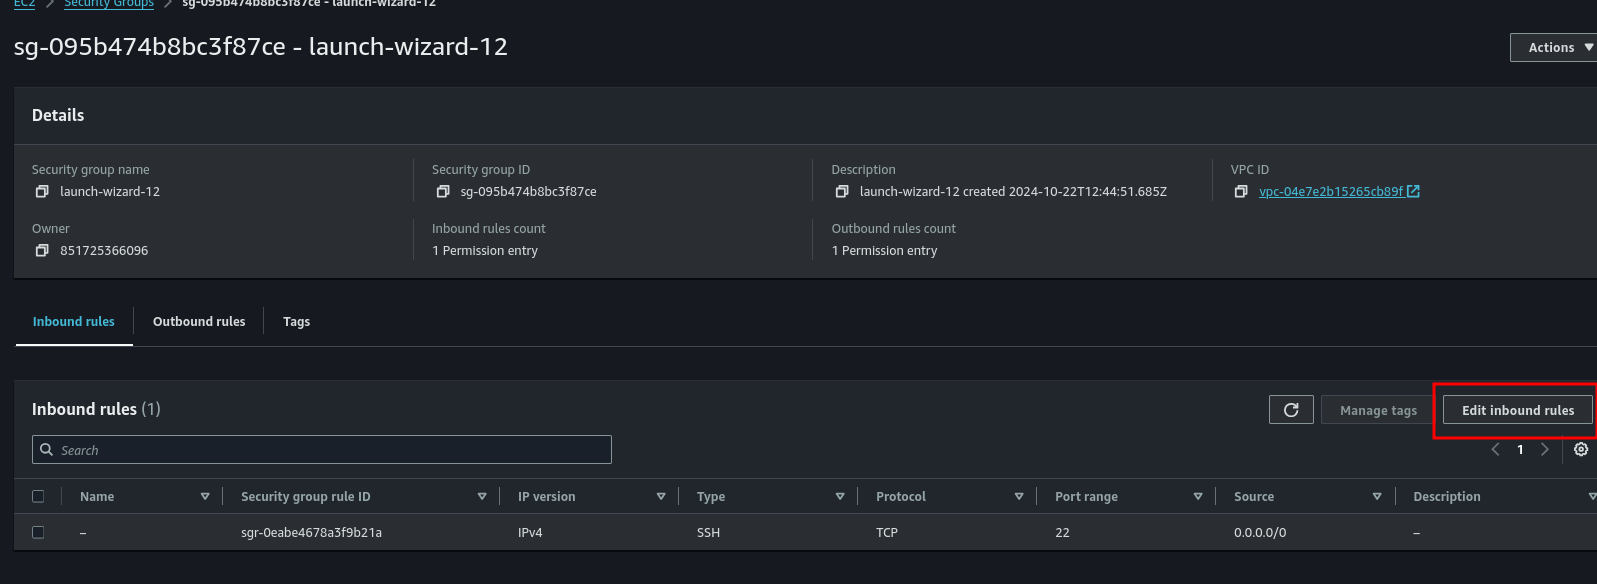 EC2 > Security Groups > sg-095b474b8bc3f87ce - launch-wizard-12
sg-095b474b8bc3f87ce - launch-wizard-12
Actions
Details
Security group name
launch-wizard-12
Security group ID
sg-095b474b8bc3f87ce
Description
launch-wizard-12 created 2024-10-22T12:44:51.685Z
VPC ID
vpc-04e7e2b15265cb89f
Owner
851725366096
Inbound rules count
1 Permission entry
Outbound rules count
1 Permission entry
Inbound rules Outbound rules Tags
Inbound rules (1)
Manage tags
Edit inbound rules
Search
1
Name Security group rule ID IP version Type Protocol Port range Source Description
– sgr-0eabe4678a3f9b21a IPv4 SSH TCP 22 0.0.0.0/0 –